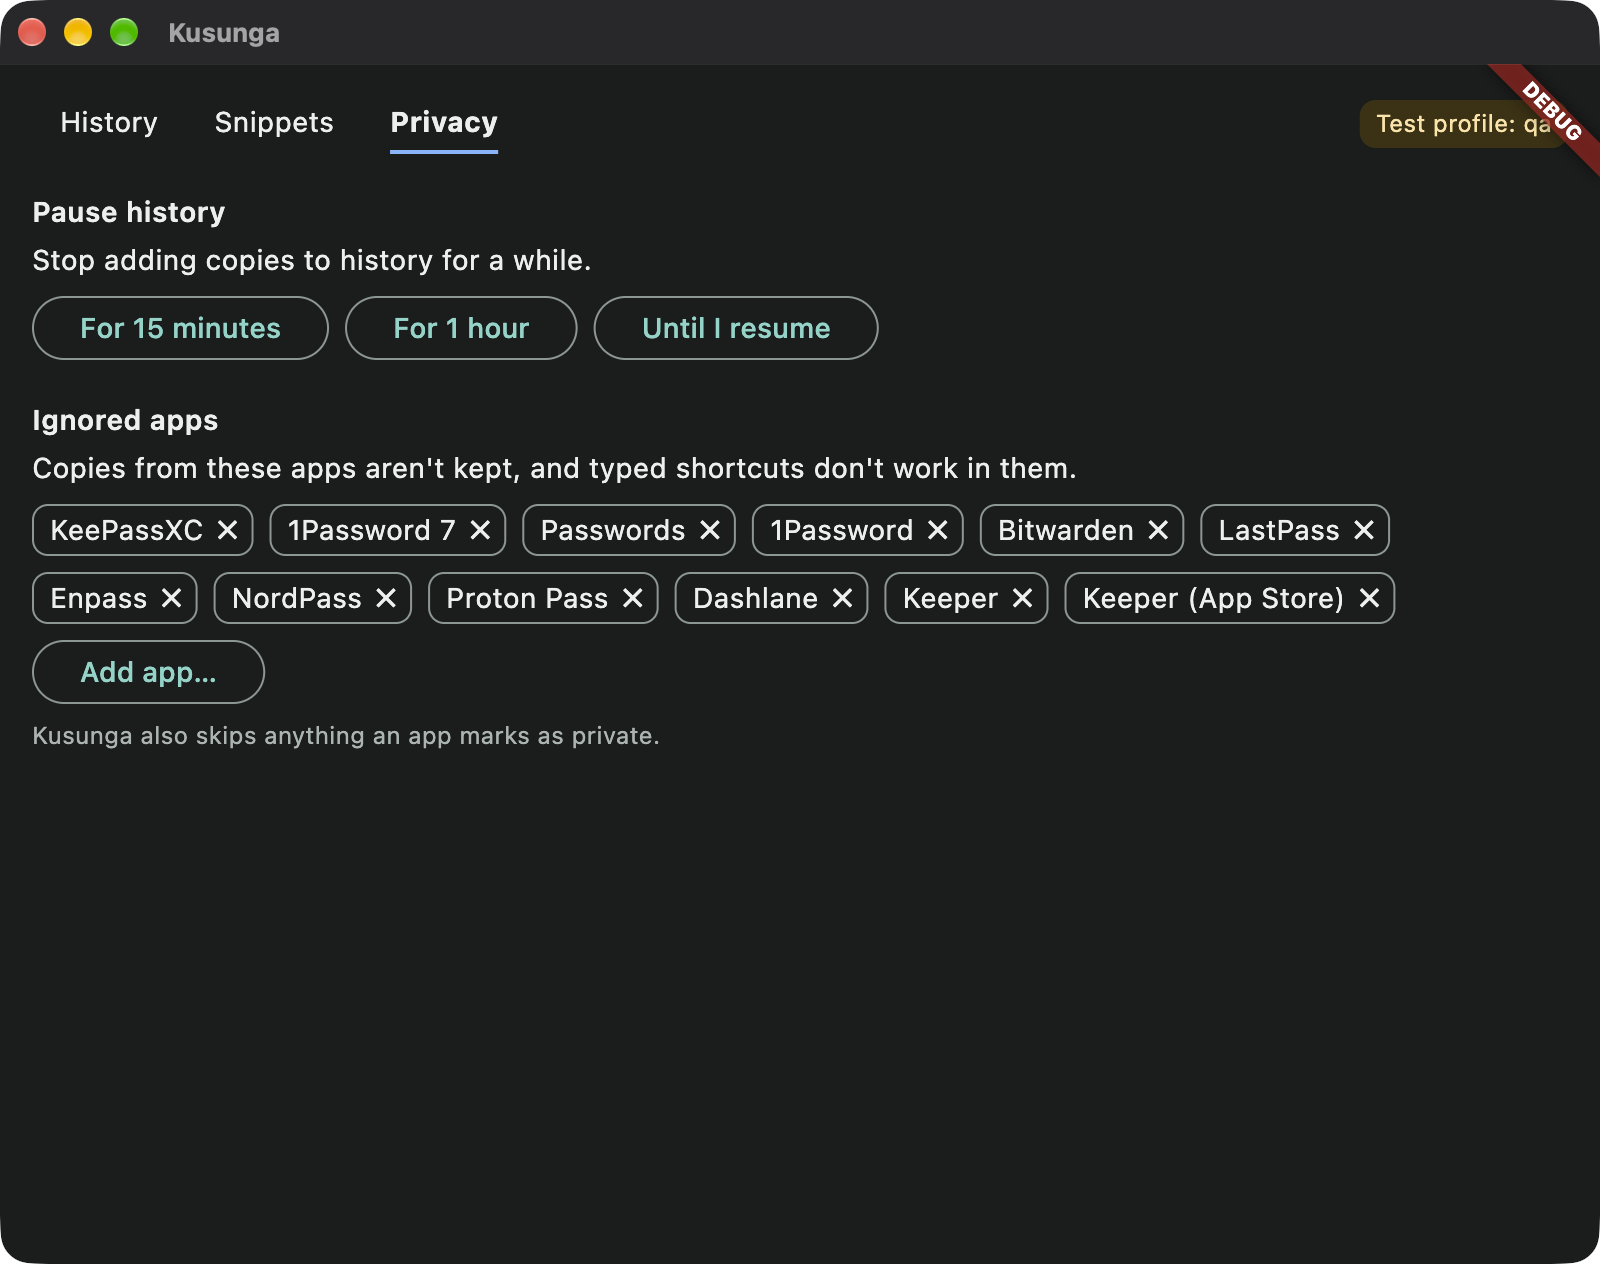 Kusunga
History Snippets Privacy
Test profile: qa
DEBUG
Pause history
Stop adding copies to history for a while.
For 15 minutes For 1 hour Until I resume
Ignored apps
Copies from these apps aren't kept, and typed shortcuts don't work in them.
KeePassXC 1Password 7 Passwords 1Password Bitwarden LastPass
Enpass NordPass Proton Pass Dashlane Keeper Keeper (App Store)
Add app...
Kusunga also skips anything an app marks as private.